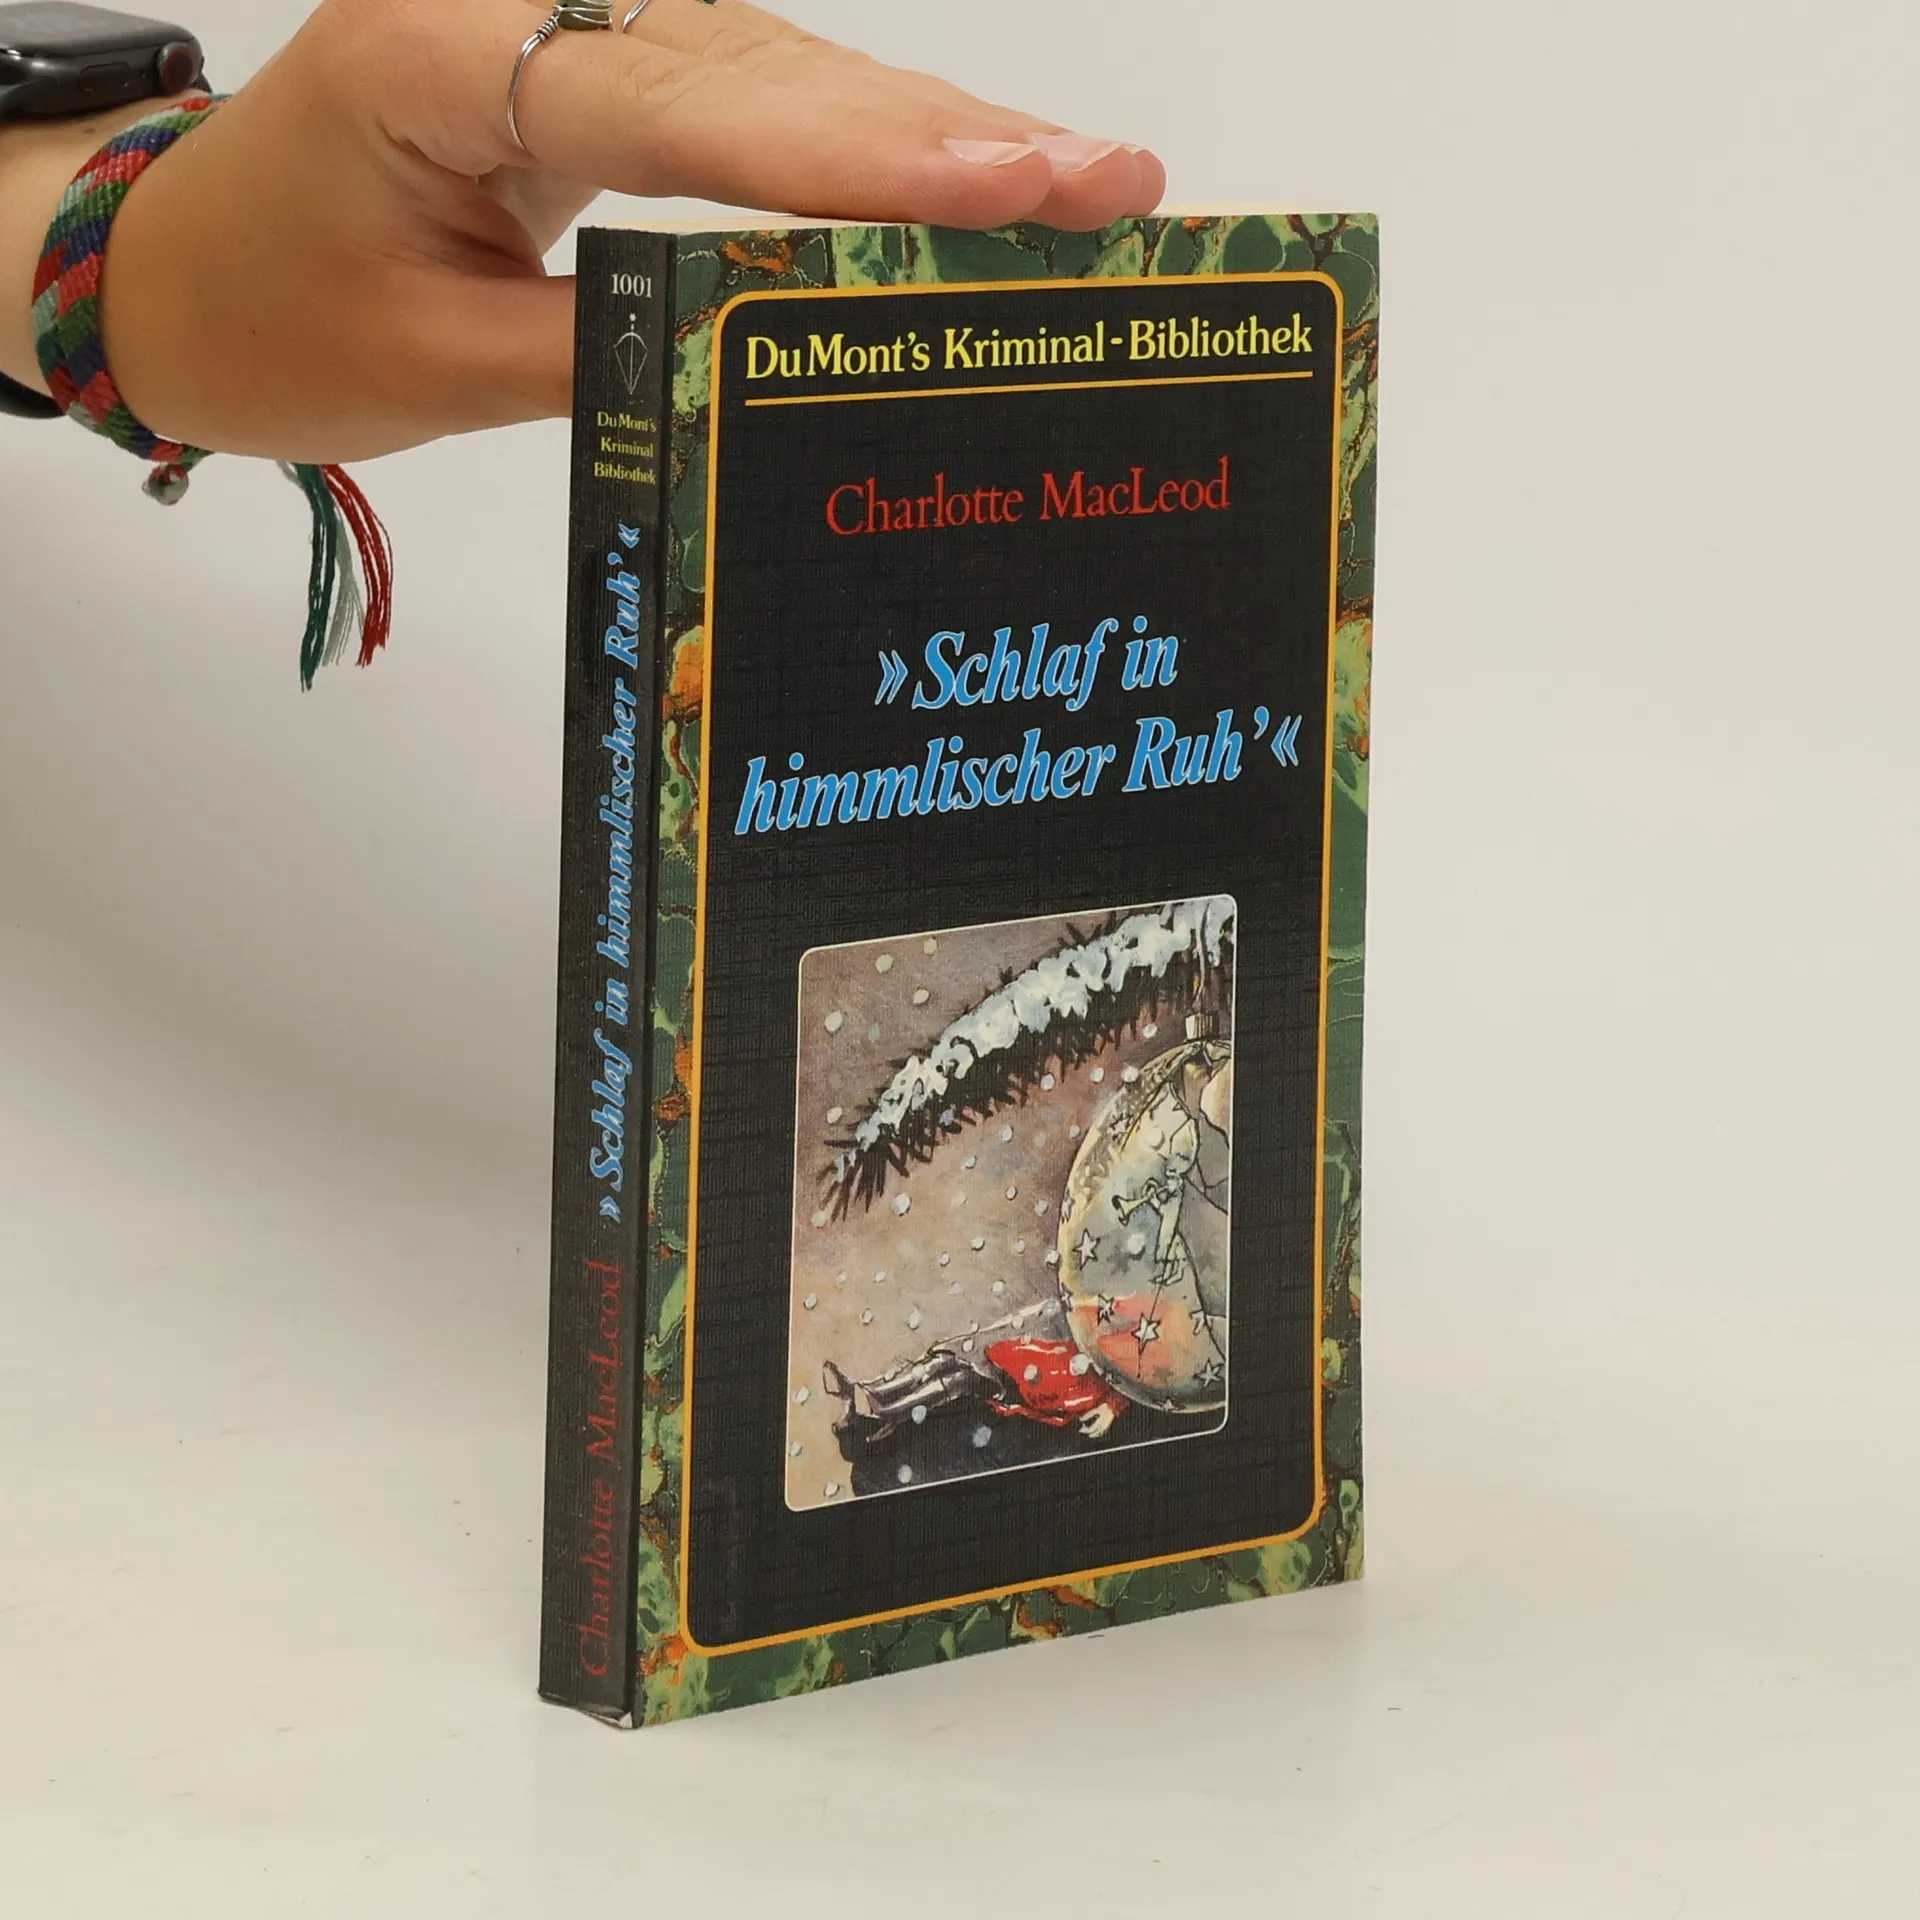 1001
DuMont's
Kriminal
Bibliothek
»Schlaf in himmlischer Ruh'«
Charlotte MacLeod
DuMont's Kriminal-Bibliothek
Charlotte MacLeod
»Schlaf in
himmlischer Ruh'«